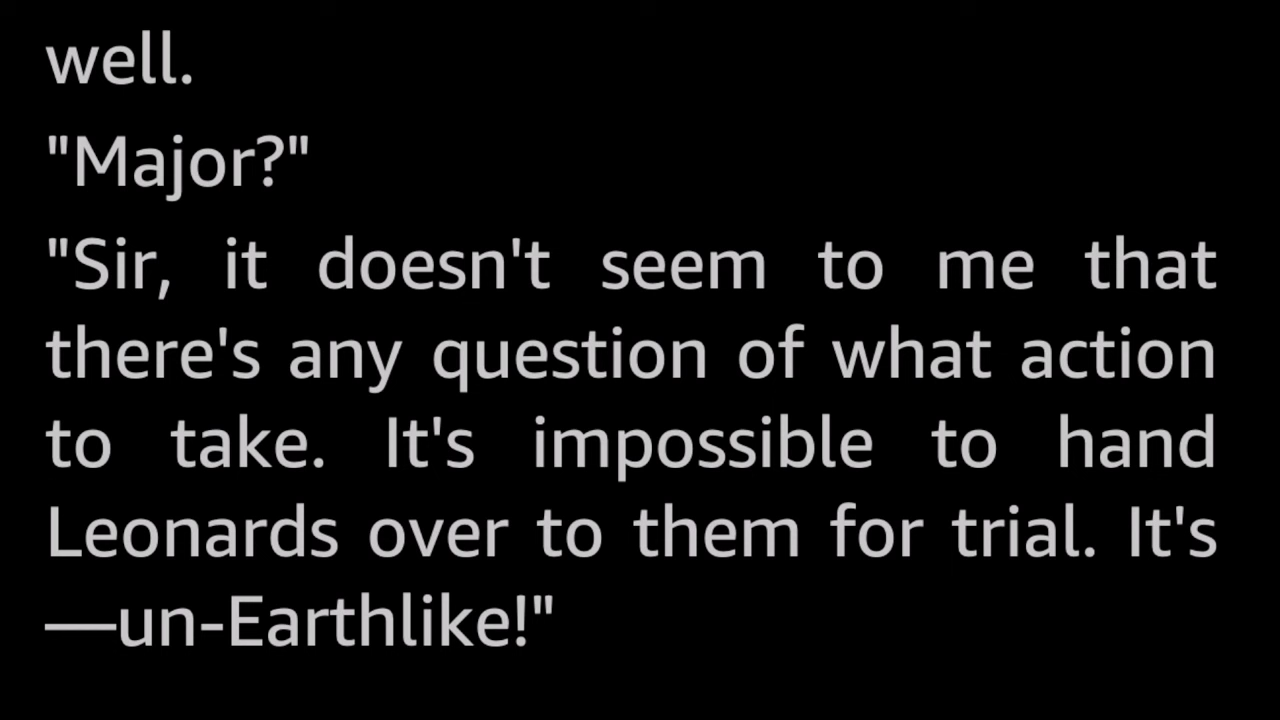 well.
"Major?"
"Sir, it doesn't seem to me that
there's any question of what action
to take. It's impossible to hand
Leonards over to them for trial. It's
—un-Earthlike!"